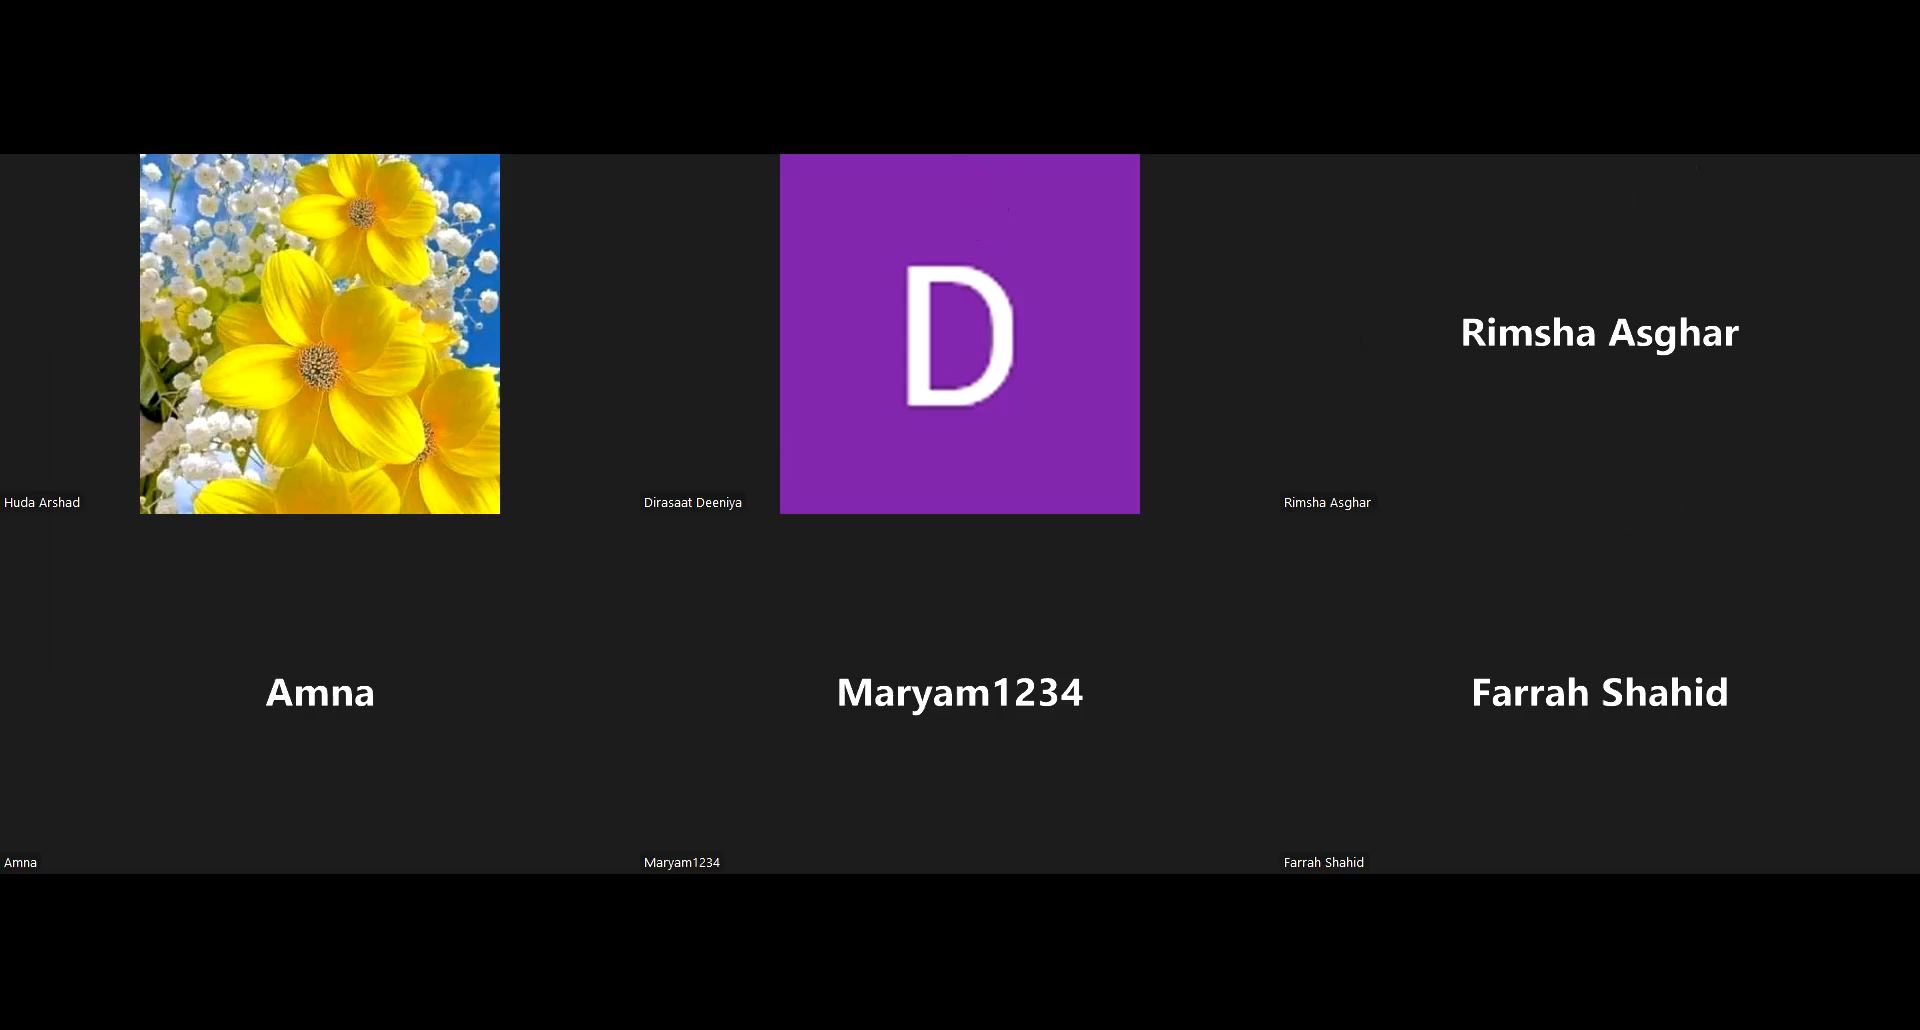 D
Rimsha Asghar
Huda Arshad
Dirasaat Deeniya
Rimsha Asghar
Amna
Maryam1234
Farrah Shahid
Amna
Maryam1234
Farrah Shahid